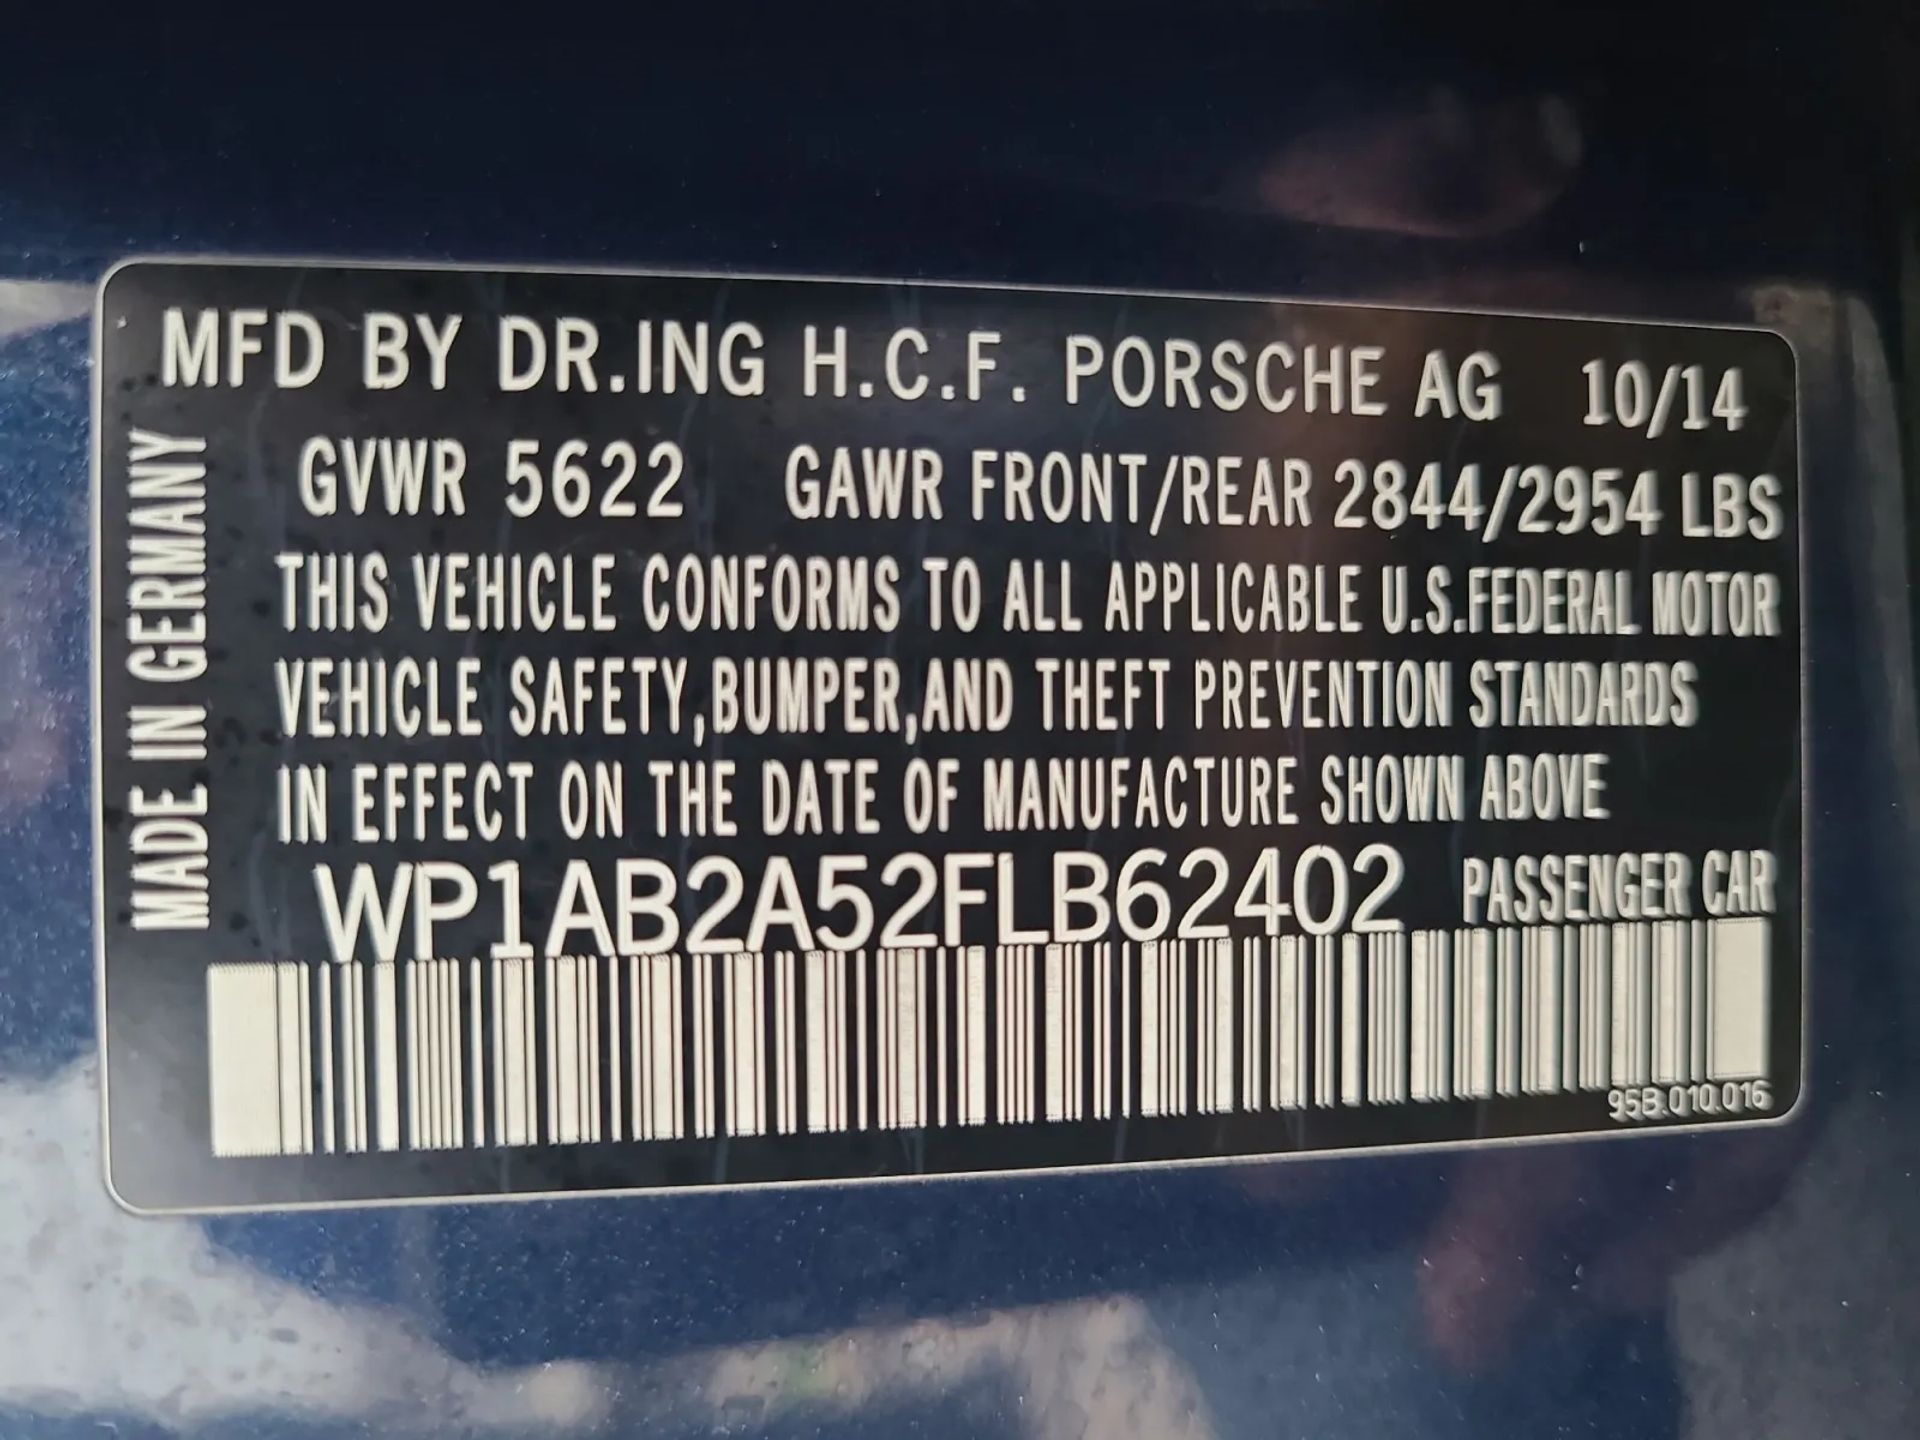 MFD BY DR.ING H.C.F. PORSCHE AG 10/14
GVWR 5622 GAWR FRONT/REAR 2844/2954 LBS
THIS VEHICLE CONFORMS TO ALL APPLICABLE U.S.FEDERAL MOTOR
VEHICLE SAFETY,BUMPER,AND THEFT PREVENTION STANDARDS
IN EFFECT ON THE DATE OF MANUFACTURE SHOWN ABOVE
WP1AB2A52FLB62402 PASSENGER CAR
95B.010.016
MADE IN GERMANY